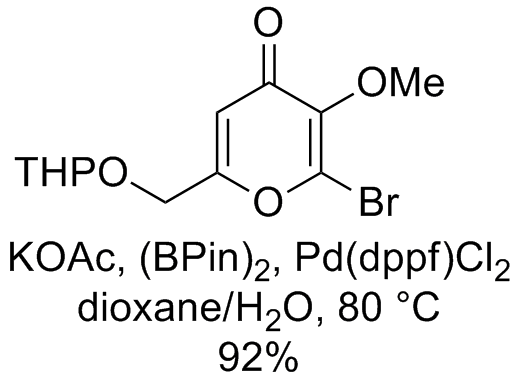 O
OMe
THPO
O
Br
KOAc, (BPin)₂, Pd(dppf)Cl₂
dioxane/H₂O, 80 °C
92%